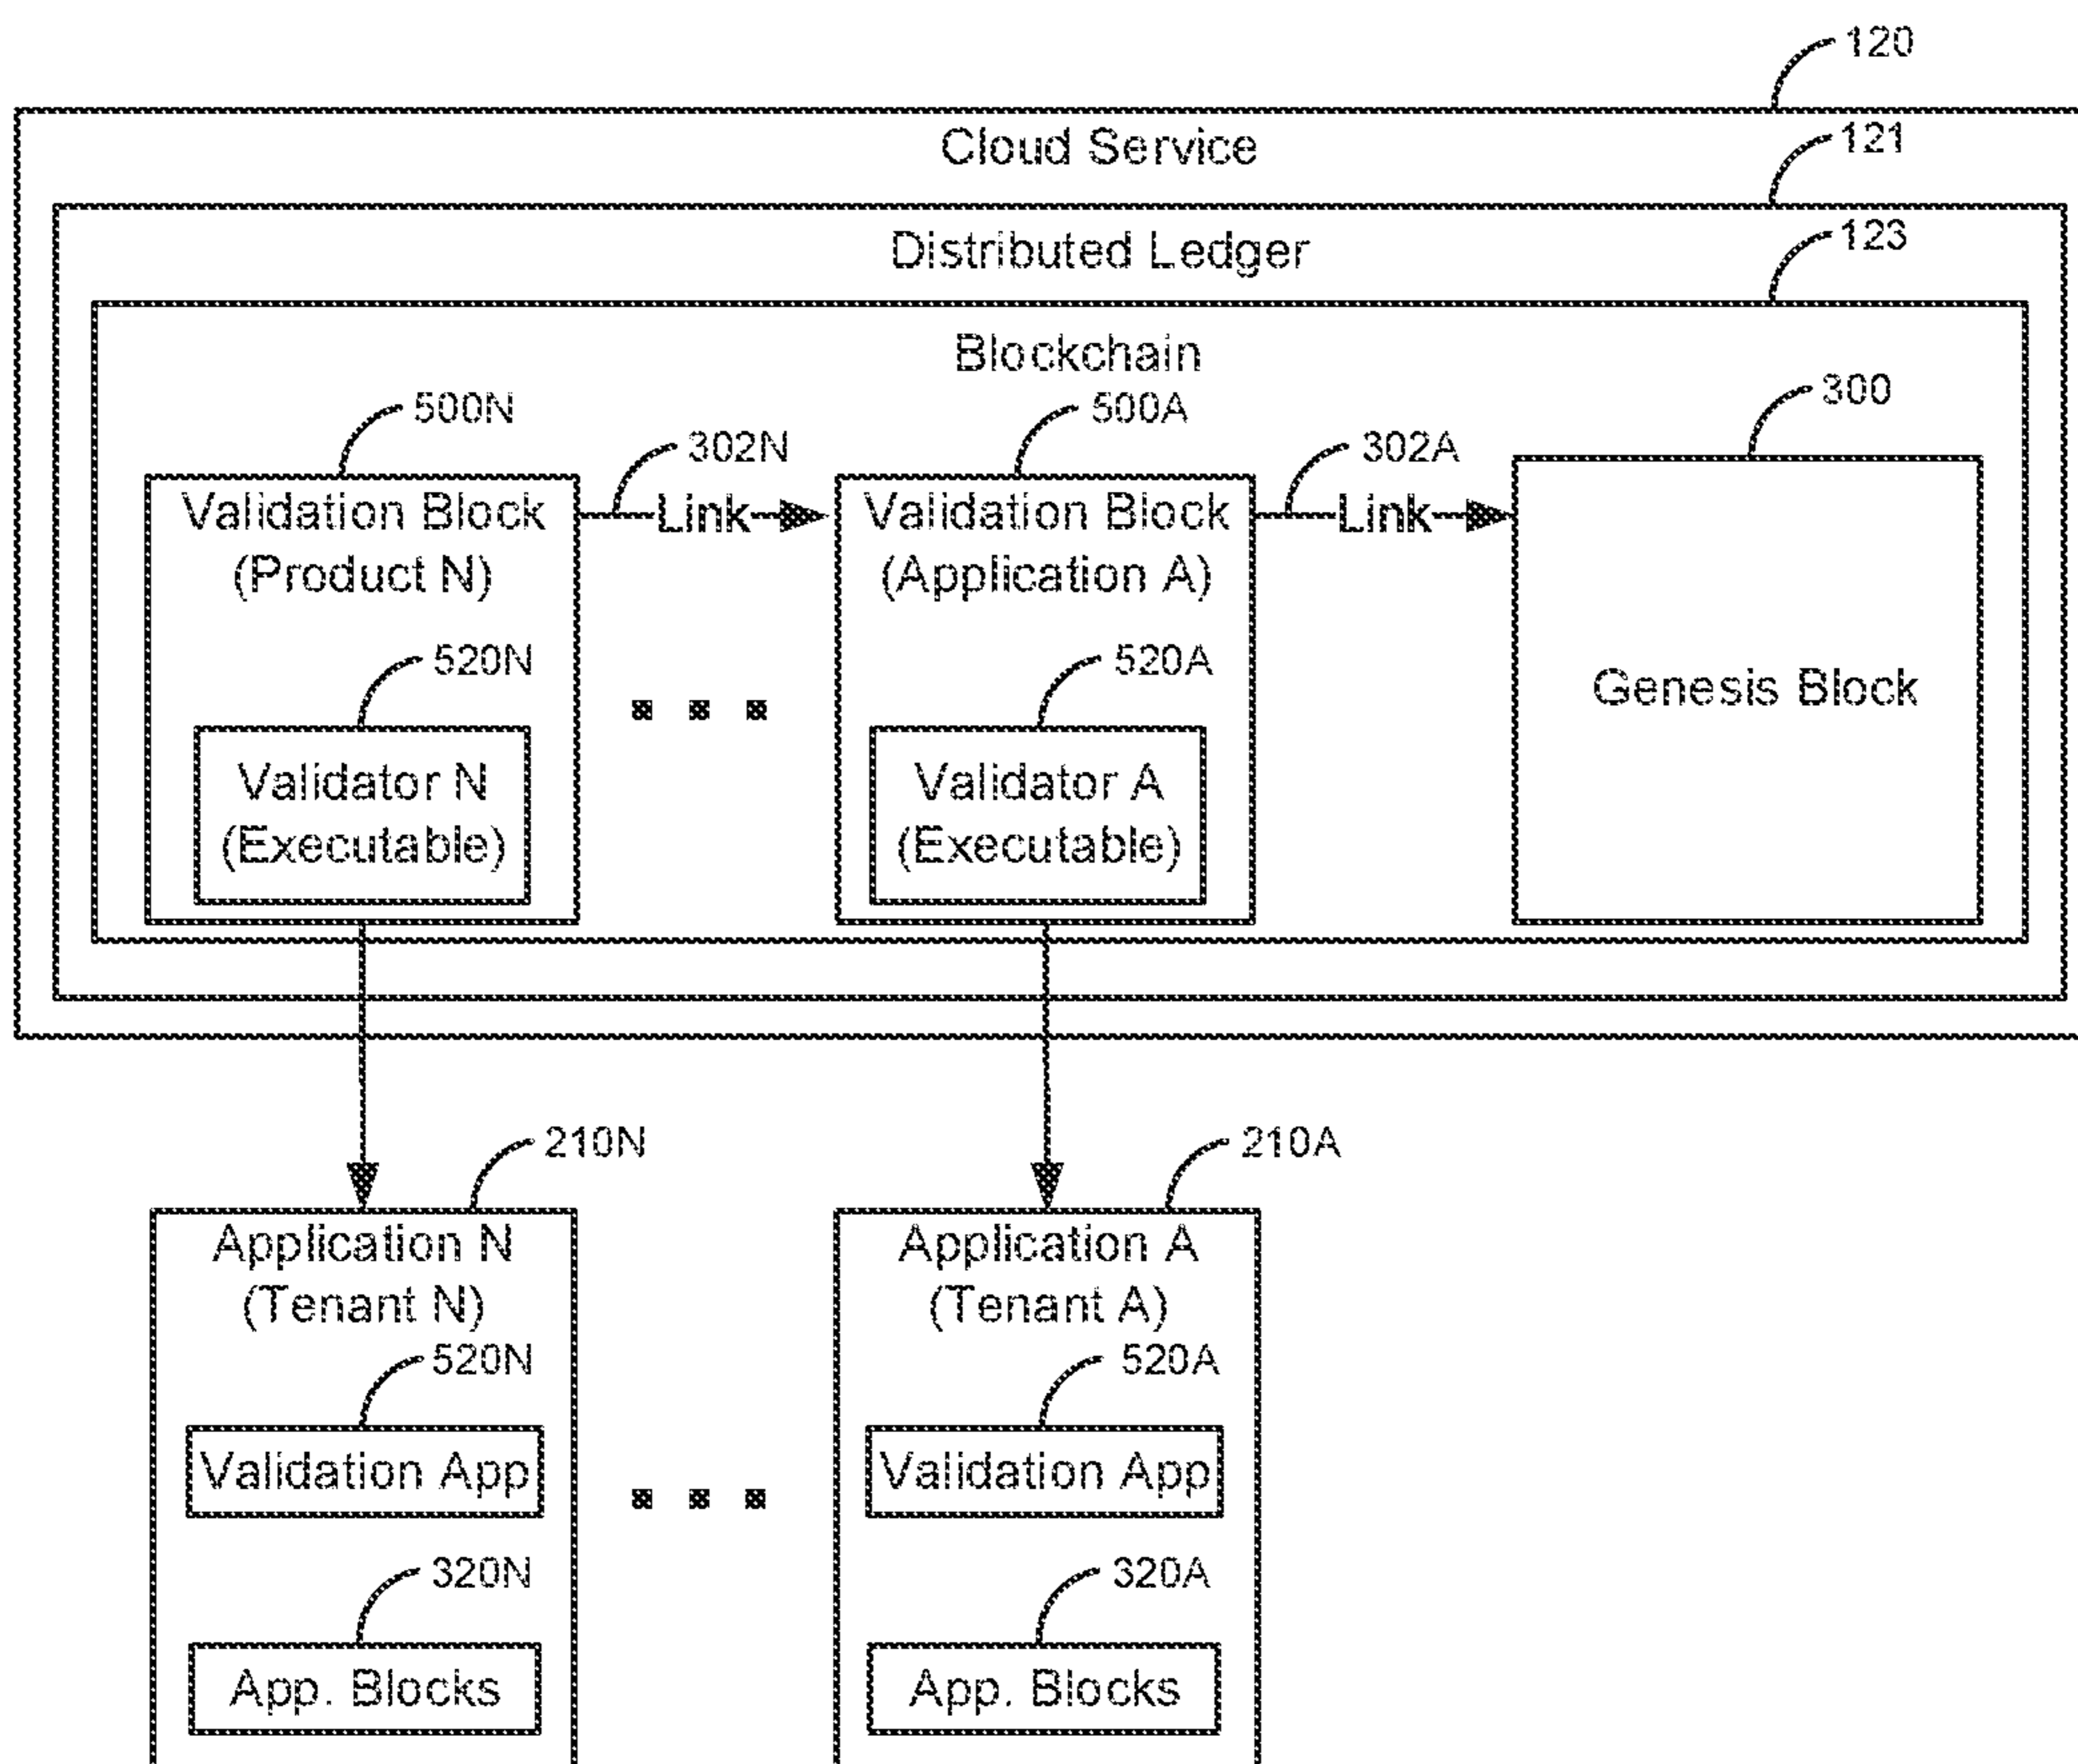 120
Cloud Service
121
Distributed Ledger
123
Blockchain
500N
302N
500A
302A
300
Validation Block
(Product N)
Link
Validation Block
(Application A)
Link
520N
520A
Genesis Block
Validator N
(Executable)
Validator A
(Executable)
210N
210A
Application N
(Tenant N)
Application A
(Tenant A)
520N
520A
Validation App
Validation App
320N
320A
App. Blocks
App. Blocks